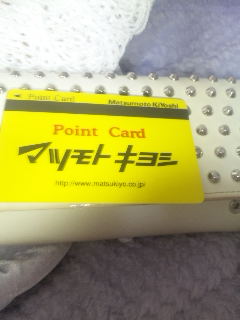 ◀ Point Card
Matsumoto KiYoshi
Point Card
マツモト キヨシ
http://www.matsukiyo.co.jp/